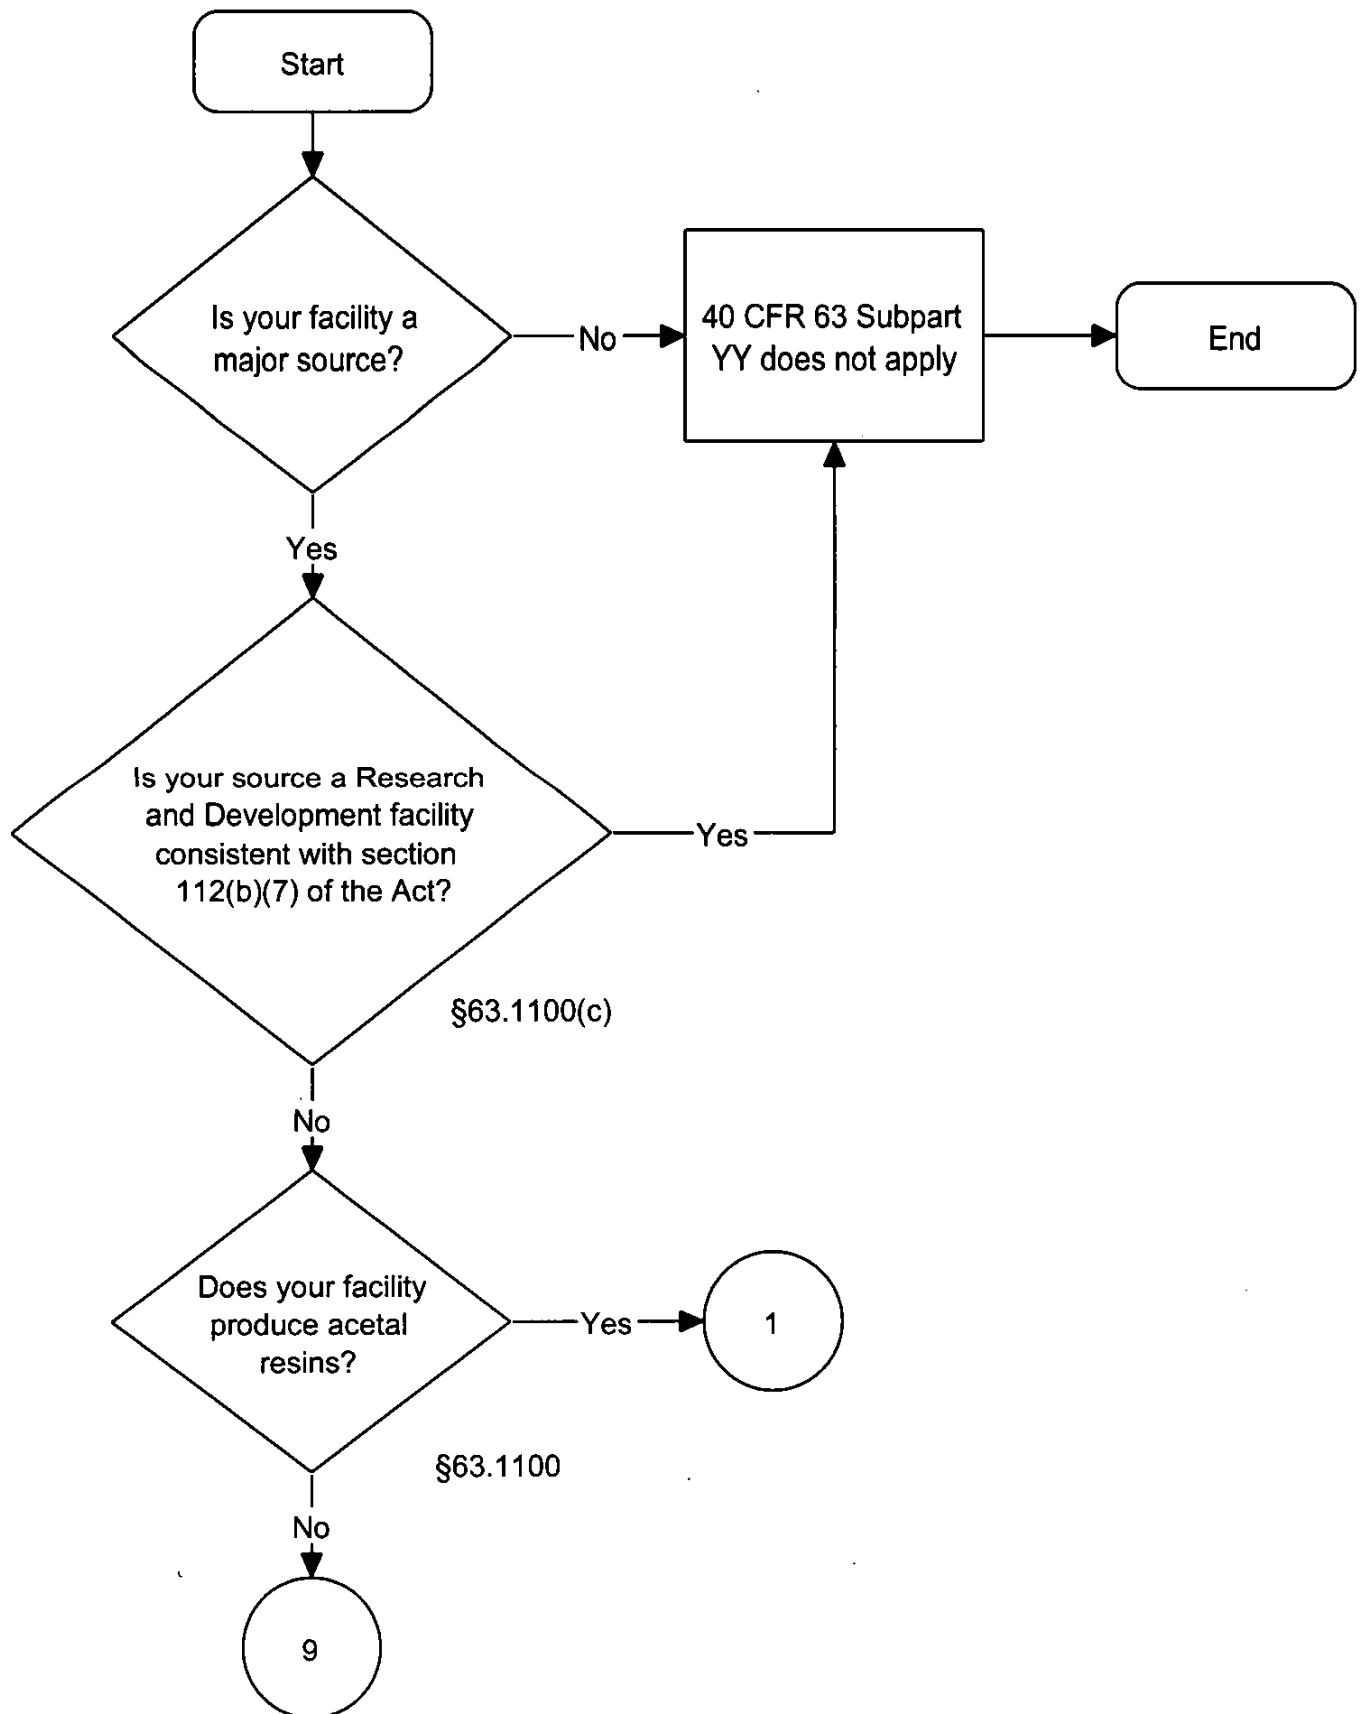 Start
Is your facility a
major source?
No
40 CFR 63 Subpart
YY does not apply
End
Yes
Is your source a Research
and Development facility
consistent with section
112(b)(7) of the Act?
Yes
§63.1100(c)
No
Does your facility
produce acetal
resins?
Yes
1
§63.1100
No
9